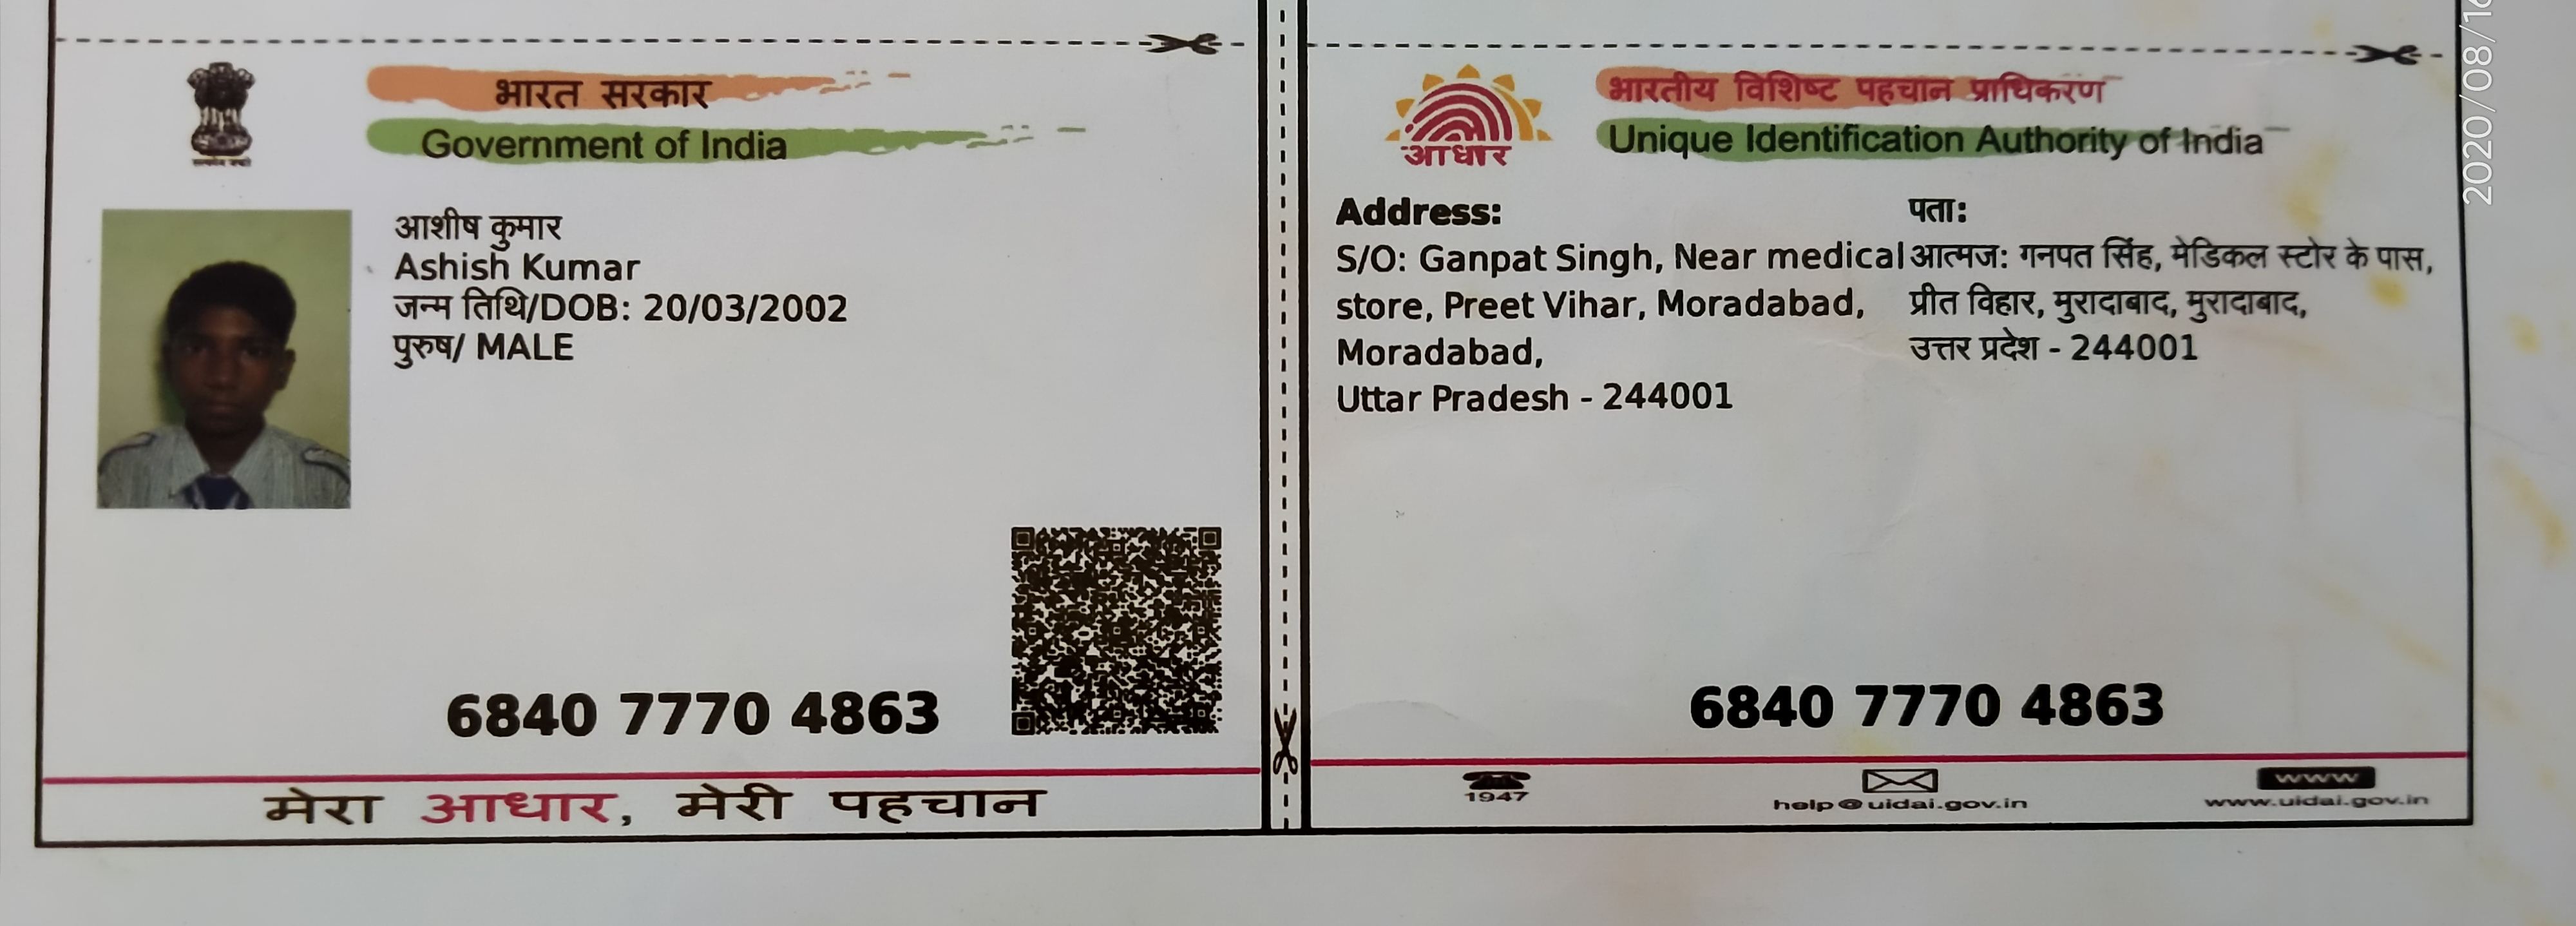 भारत सरकार
Government of India
आशीष कुमार
Ashish Kumar
जन्म तिथि/DOB: 20/03/2002
पुरुष/ MALE
6840 7770 4863
मेरा आधार, मेरी पहचान
भारतीय विशिष्ट पहचान प्राधिकरण
Unique Identification Authority of India
आधार
Address:
S/O: Ganpat Singh, Near medical
store, Preet Vihar, Moradabad,
Moradabad,
Uttar Pradesh - 244001
पता:
आत्मज: गनपत सिंह, मेडिकल स्टोर के पास,
प्रीत विहार, मुरादाबाद, मुरादाबाद,
उत्तर प्रदेश - 244001
6840 7770 4863
1947
help@uidai.gov.in
www
www.uidai.gov.in